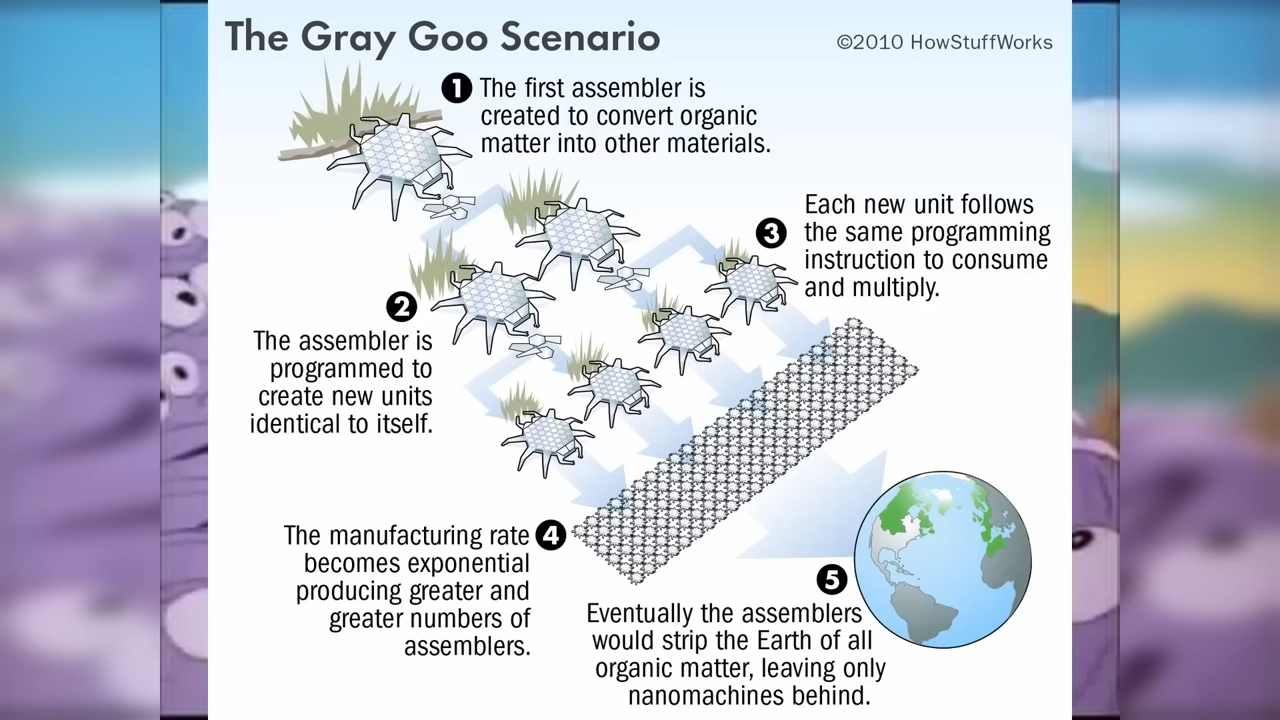 The Gray Goo Scenario
©2010 HowStuffWorks
1 The first assembler is
created to convert organic
matter into other materials.
2
The assembler is
programmed to
create new units
identical to itself.
3
Each new unit follows
the same programming
instruction to consume
and multiply.
4
The manufacturing rate
becomes exponential
producing greater and
greater numbers of
assemblers.
5
Eventually the assemblers
would strip the Earth of all
organic matter, leaving only
nanomachines behind.